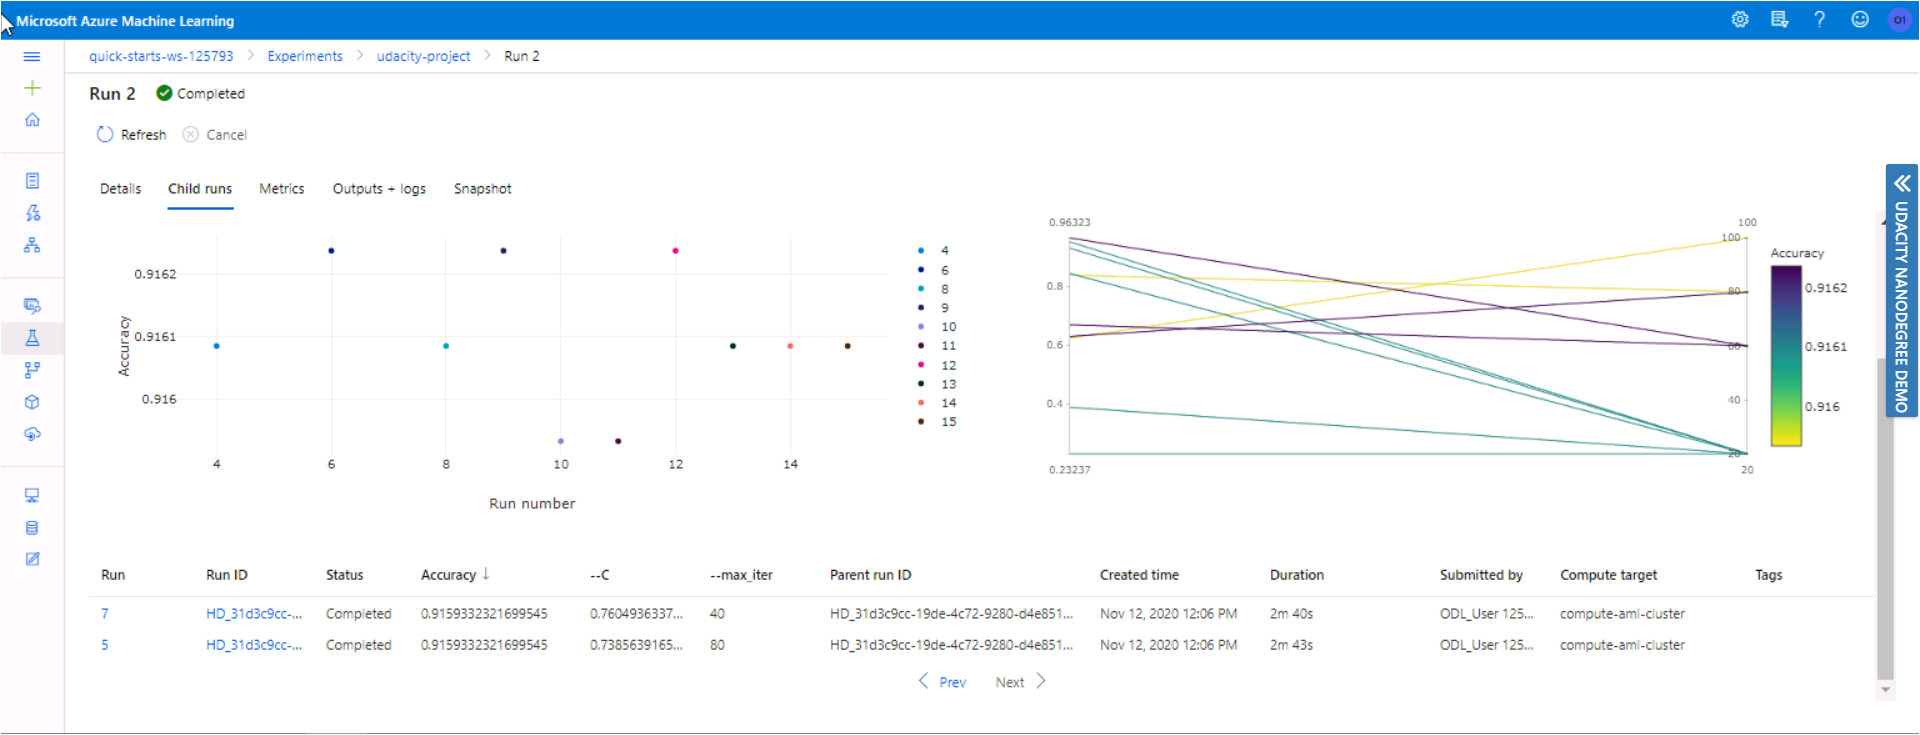 Microsoft Azure Machine Learning
O1
quick-starts-ws-125793 > Experiments > udacity-project > Run 2
Run 2 Completed
Refresh Cancel
Details Child runs Metrics Outputs + logs Snapshot
Accuracy
0.9162
0.9161
0.916
4 6 8 10 12 14
Run number
4
6
8
9
10
11
12
13
14
15
0.96323
0.8
0.6
0.4
0.23237
100
100
80
60
40
20
20
Accuracy
0.9162
0.9161
0.916
UDACITY NANODEGREE DEMO
Run Run ID Status Accuracy ↓ --C --max_iter Parent run ID Created time Duration Submitted by Compute target Tags
7 HD_31d3c9cc-... Completed 0.9159332321699545 0.7604936337... 40 HD_31d3c9cc-19de-4c72-9280-d4e851... Nov 12, 2020 12:06 PM 2m 40s ODL_User 125... compute-aml-cluster
5 HD_31d3c9cc-... Completed 0.9159332321699545 0.7385639165... 80 HD_31d3c9cc-19de-4c72-9280-d4e851... Nov 12, 2020 12:06 PM 2m 43s ODL_User 125... compute-aml-cluster
< Prev Next >